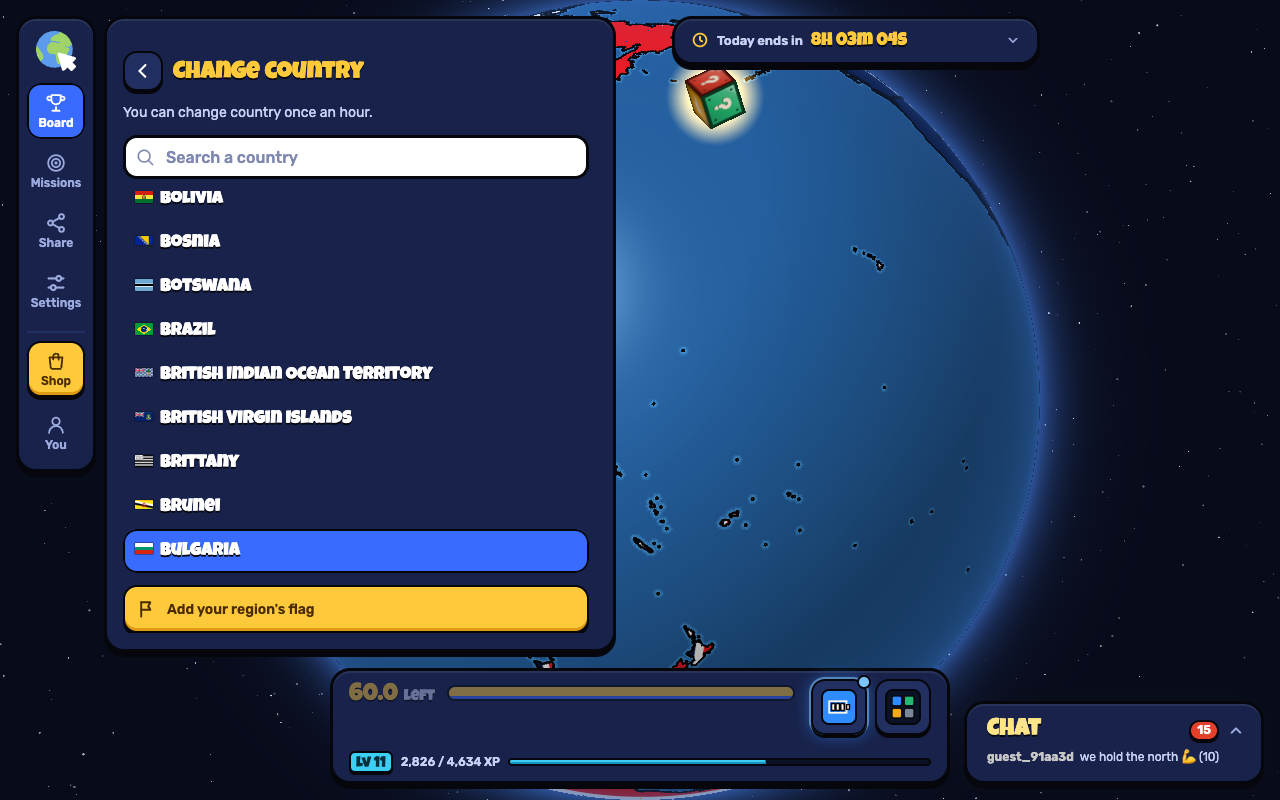 Board
Missions
Share
Settings
Shop
You
CHANGE COUNTRY
You can change country once an hour.
Search a country
BOLIVIA
BOSNIA
BOTSWANA
BRAZIL
BRITISH INDIAN OCEAN TERRITORY
BRITISH VIRGIN ISLANDS
BRITTANY
BRUNEI
BULGARIA
Add your region's flag
Today ends in 8H 03m 04s
? ?
60.0 LEFT
LV 11 2,826 / 4,634 XP
CHAT 15
guest_91aa3d we hold the north 💪 (10)